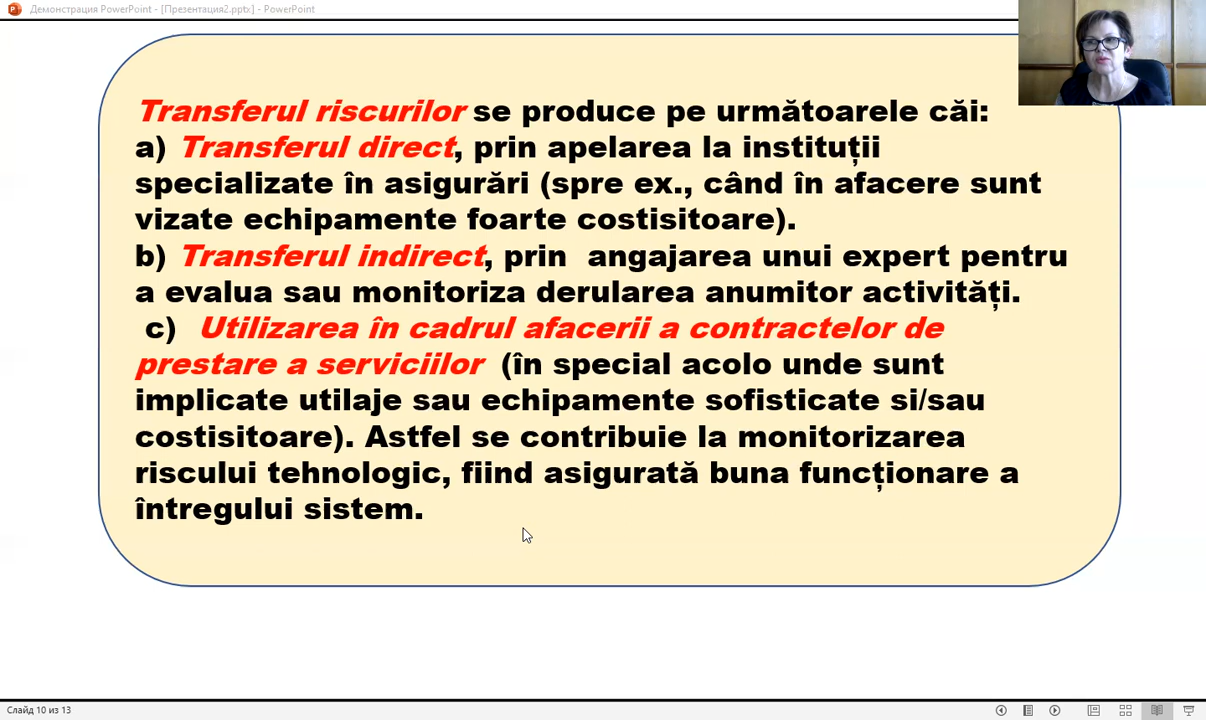 Демонстрация PowerPoint - [Презентация2.pptx] - PowerPoint
Transferul riscurilor se produce pe următoarele căi:
a) Transferul direct, prin apelarea la instituții
specializate în asigurări (spre ex., când în afacere sunt
vizate echipamente foarte costisitoare).
b) Transferul indirect, prin angajarea unui expert pentru
a evalua sau monitoriza derularea anumitor activități.
c) Utilizarea în cadrul afacerii a contractelor de
prestare a serviciilor (în special acolo unde sunt
implicate utilaje sau echipamente sofisticate si/sau
costisitoare). Astfel se contribuie la monitorizarea
riscului tehnologic, fiind asigurată buna funcționare a
întregului sistem.
Слайд 10 из 13